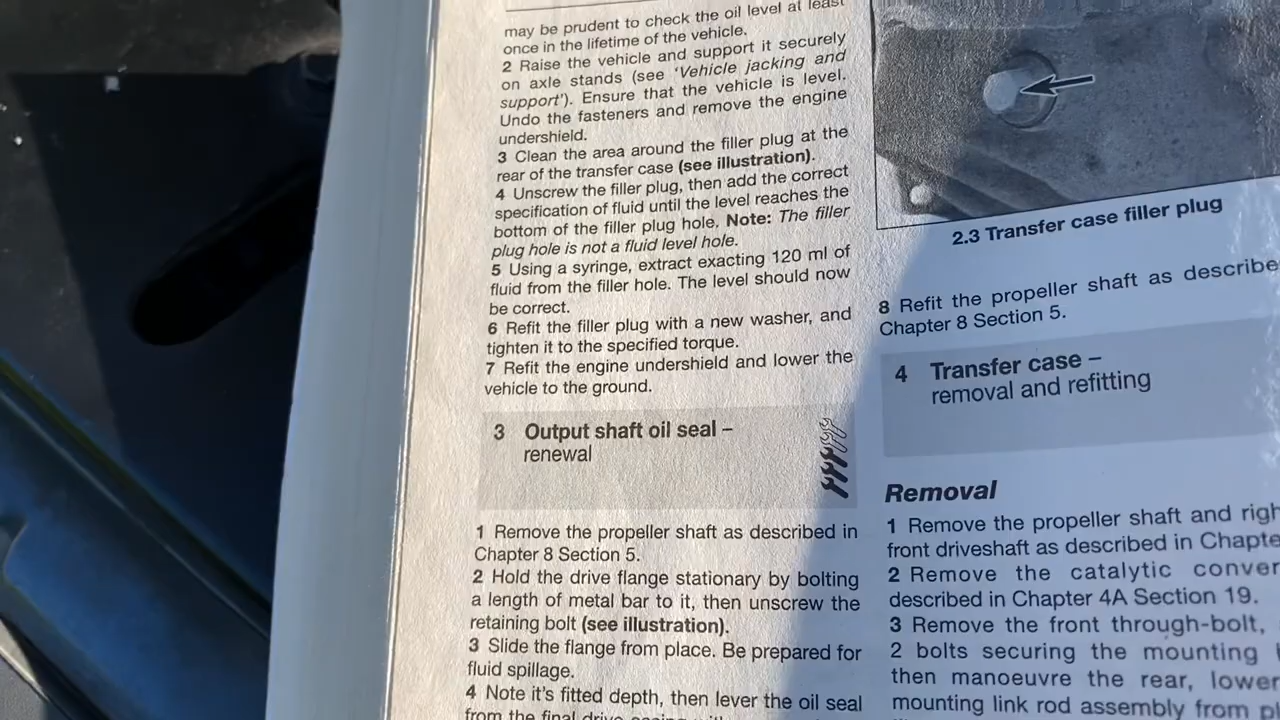 may be prudent to check the oil level at least
once in the lifetime of the vehicle.
2 Raise the vehicle and support it securely
on axle stands (see 'Vehicle jacking and
support'). Ensure that the vehicle is level.
Undo the fasteners and remove the engine
undershield.
3 Clean the area around the filler plug at the
rear of the transfer case (see illustration).
4 Unscrew the filler plug, then add the correct
specification of fluid until the level reaches the
bottom of the filler plug hole. Note: The filler
plug hole is not a fluid level hole.
5 Using a syringe, extract exacting 120 ml of
fluid from the filler hole. The level should now
be correct.
6 Refit the filler plug with a new washer, and
tighten it to the specified torque.
7 Refit the engine undershield and lower the
vehicle to the ground.
3 Output shaft oil seal –
renewal
1 Remove the propeller shaft as described in
Chapter 8 Section 5.
2 Hold the drive flange stationary by bolting
a length of metal bar to it, then unscrew the
retaining bolt (see illustration).
3 Slide the flange from place. Be prepared for
fluid spillage.
4 Note it's fitted depth, then lever the oil seal
from the final drive casing
2.3 Transfer case filler plug
8 Refit the propeller shaft as describe
Chapter 8 Section 5.
4 Transfer case –
removal and refitting
Removal
1 Remove the propeller shaft and righ
front driveshaft as described in Chapte
2 Remove the catalytic conver
described in Chapter 4A Section 19.
3 Remove the front through-bolt,
2 bolts securing the mounting
then manoeuvre the rear, lower
mounting link rod assembly from pl